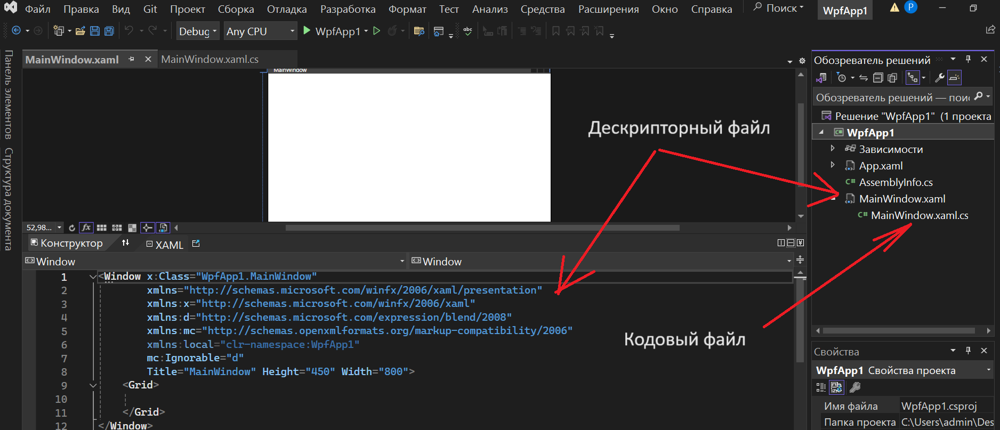 Файл Правка Вид Git Проект Сборка Отладка Разработка Формат Тест Анализ Средства Расширения Окно Справка Поиск WpfApp1 P
Debug Any CPU WpfApp1 abc
Панель элементов
Структура документа
MainWindow.xaml MainWindow.xaml.cs
MainWindow
Дескрипторный файл
52,98... fx
Конструктор XAML
Window Window
1 <Window x:Class="WpfApp1.MainWindow"
2 xmlns="http://schemas.microsoft.com/winfx/2006/xaml/presentation"
3 xmlns:x="http://schemas.microsoft.com/winfx/2006/xaml"
4 xmlns:d="http://schemas.microsoft.com/expression/blend/2008"
5 xmlns:mc="http://schemas.openxmlformats.org/markup-compatibility/2006"
6 xmlns:local="clr-namespace:WpfApp1"
7 mc:Ignorable="d"
8 Title="MainWindow" Height="450" Width="800">
9 <Grid>
10
11 </Grid>
12 </Window>
Кодовый файл
Обозреватель решений
Обозреватель решений — поис
Решение "WpfApp1" (1 проекта
WpfApp1
Зависимости
App.xaml
C# AssemblyInfo.cs
MainWindow.xaml
C# MainWindow.xaml.cs
Свойства
WpfApp1 Свойства проекта
Имя файла WpfApp1.csproj
Папка проекта C:\Users\admin\Des